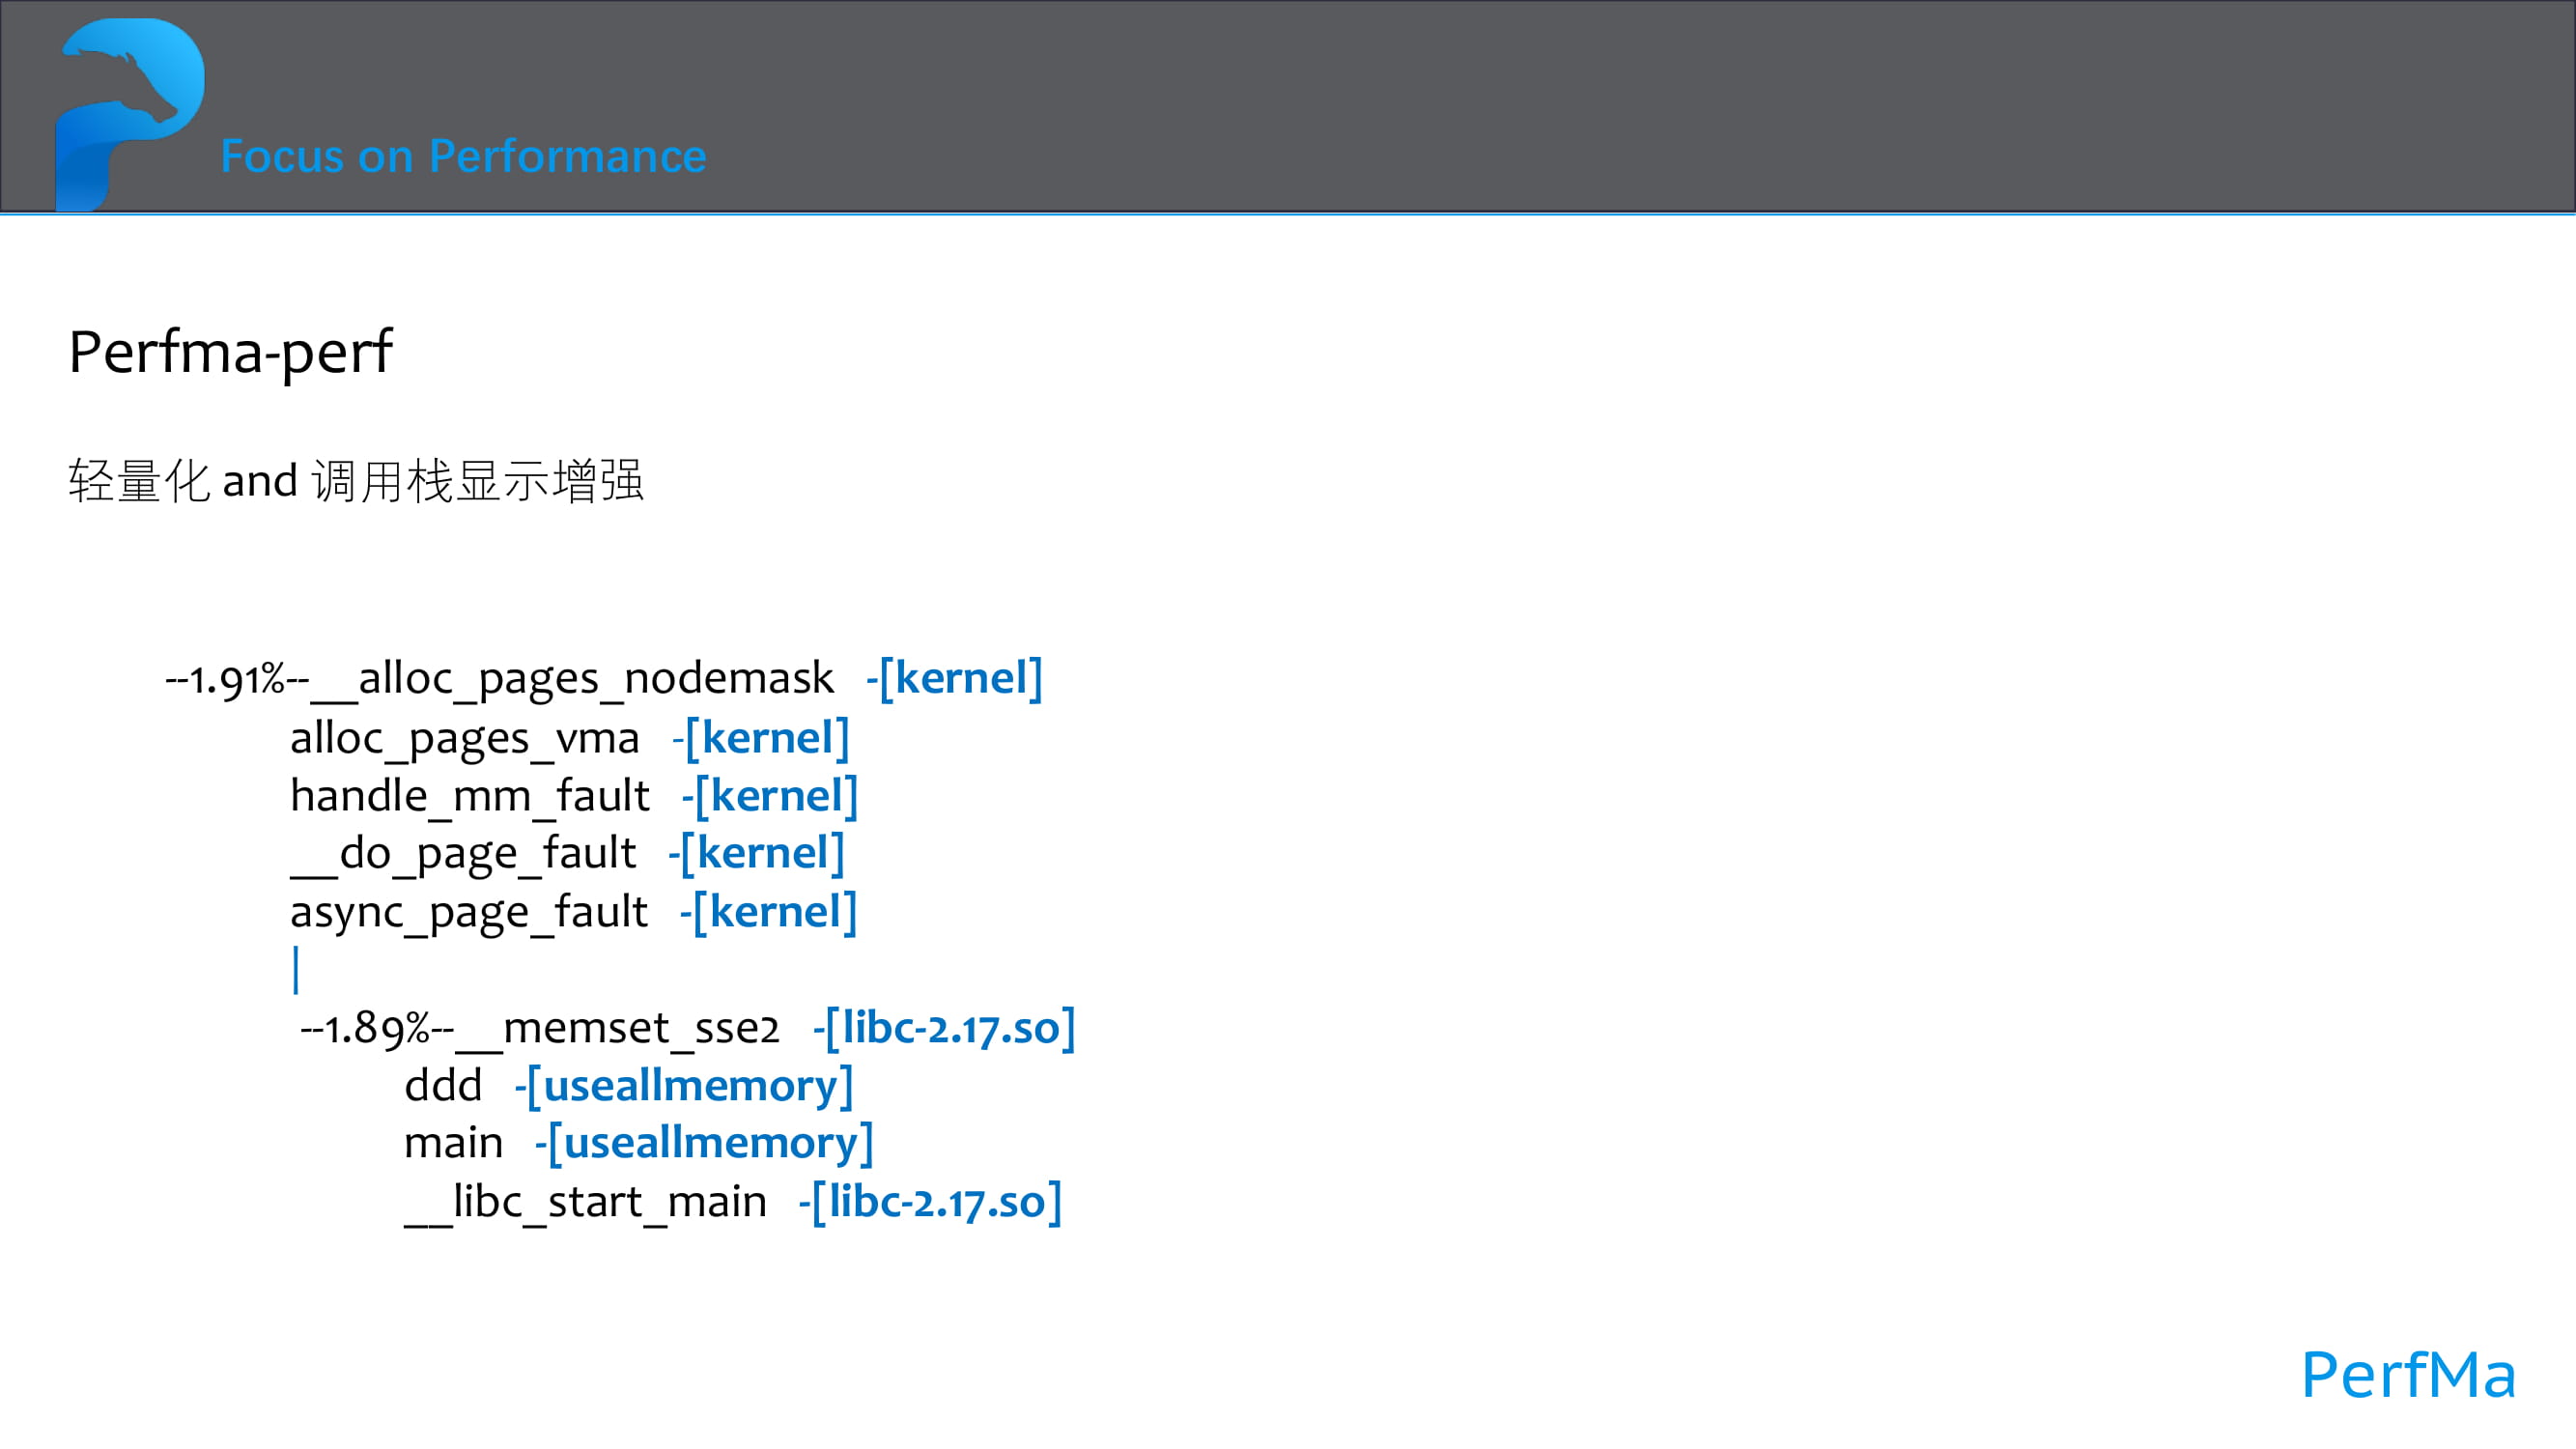 Focus on Performance
Perfma-perf
轻量化 and 调用栈显示增强
--1.91%--__alloc_pages_nodemask -[kernel]
alloc_pages_vma -[kernel]
handle_mm_fault -[kernel]
__do_page_fault -[kernel]
async_page_fault -[kernel]
|
--1.89%--__memset_sse2 -[libc-2.17.so]
ddd -[useallmemory]
main -[useallmemory]
__libc_start_main -[libc-2.17.so]
PerfMa